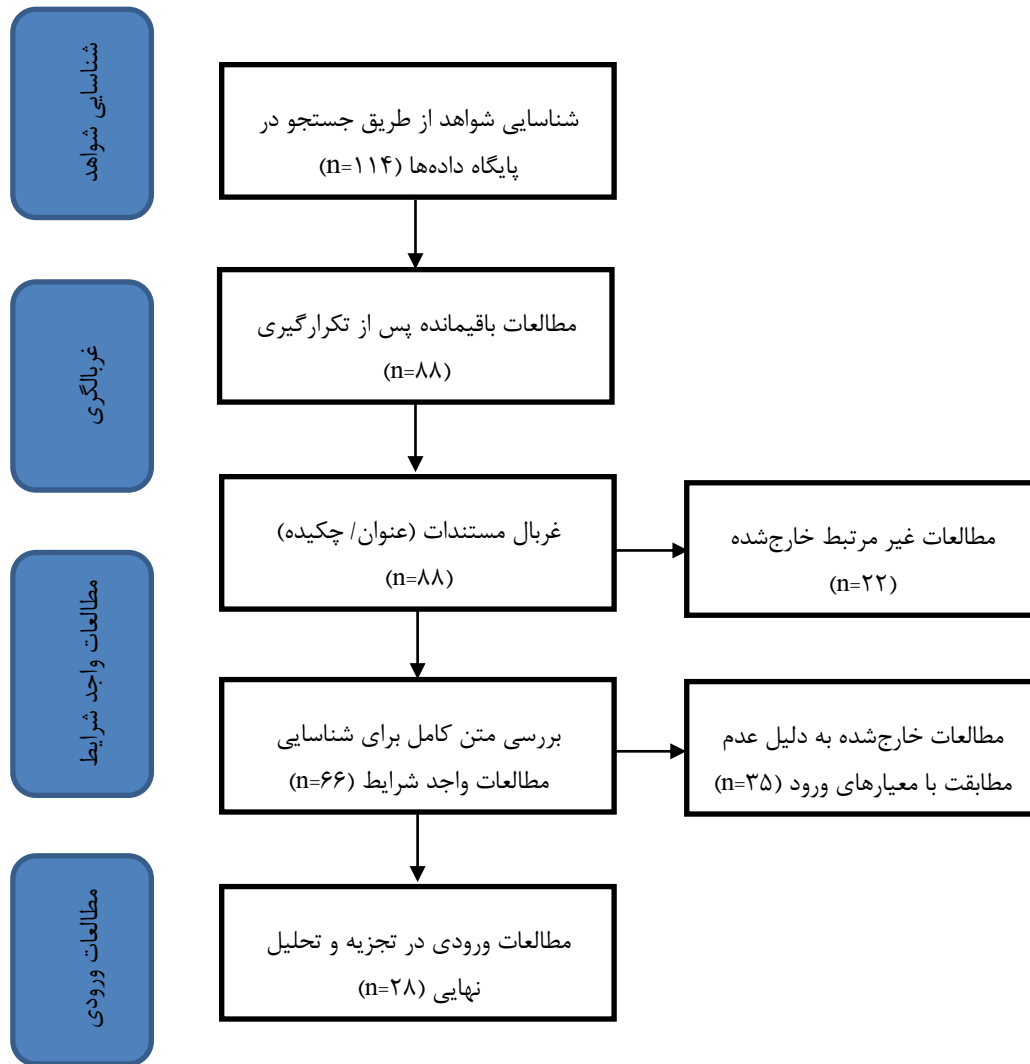 شناسایی شواهد
شناسایی شواهد از طریق جستجو در
پایگاه داده‌ها (n=۱۱۴)
غربالگری
مطالعات باقیمانده پس از تکرارگیری
(n=۸۸)
غربال مستندات (عنوان/ چکیده)
(n=۸۸)
مطالعات غیر مرتبط خارج‌شده
(n=۲۲)
مطالعات واجد شرایط
بررسی متن کامل برای شناسایی
مطالعات واجد شرایط (n=۶۶)
مطالعات خارج‌شده به دلیل عدم
مطابقت با معیارهای ورود (n=۳۵)
مطالعات ورودی
مطالعات ورودی در تجزیه و تحلیل
نهایی (n=۲۸)